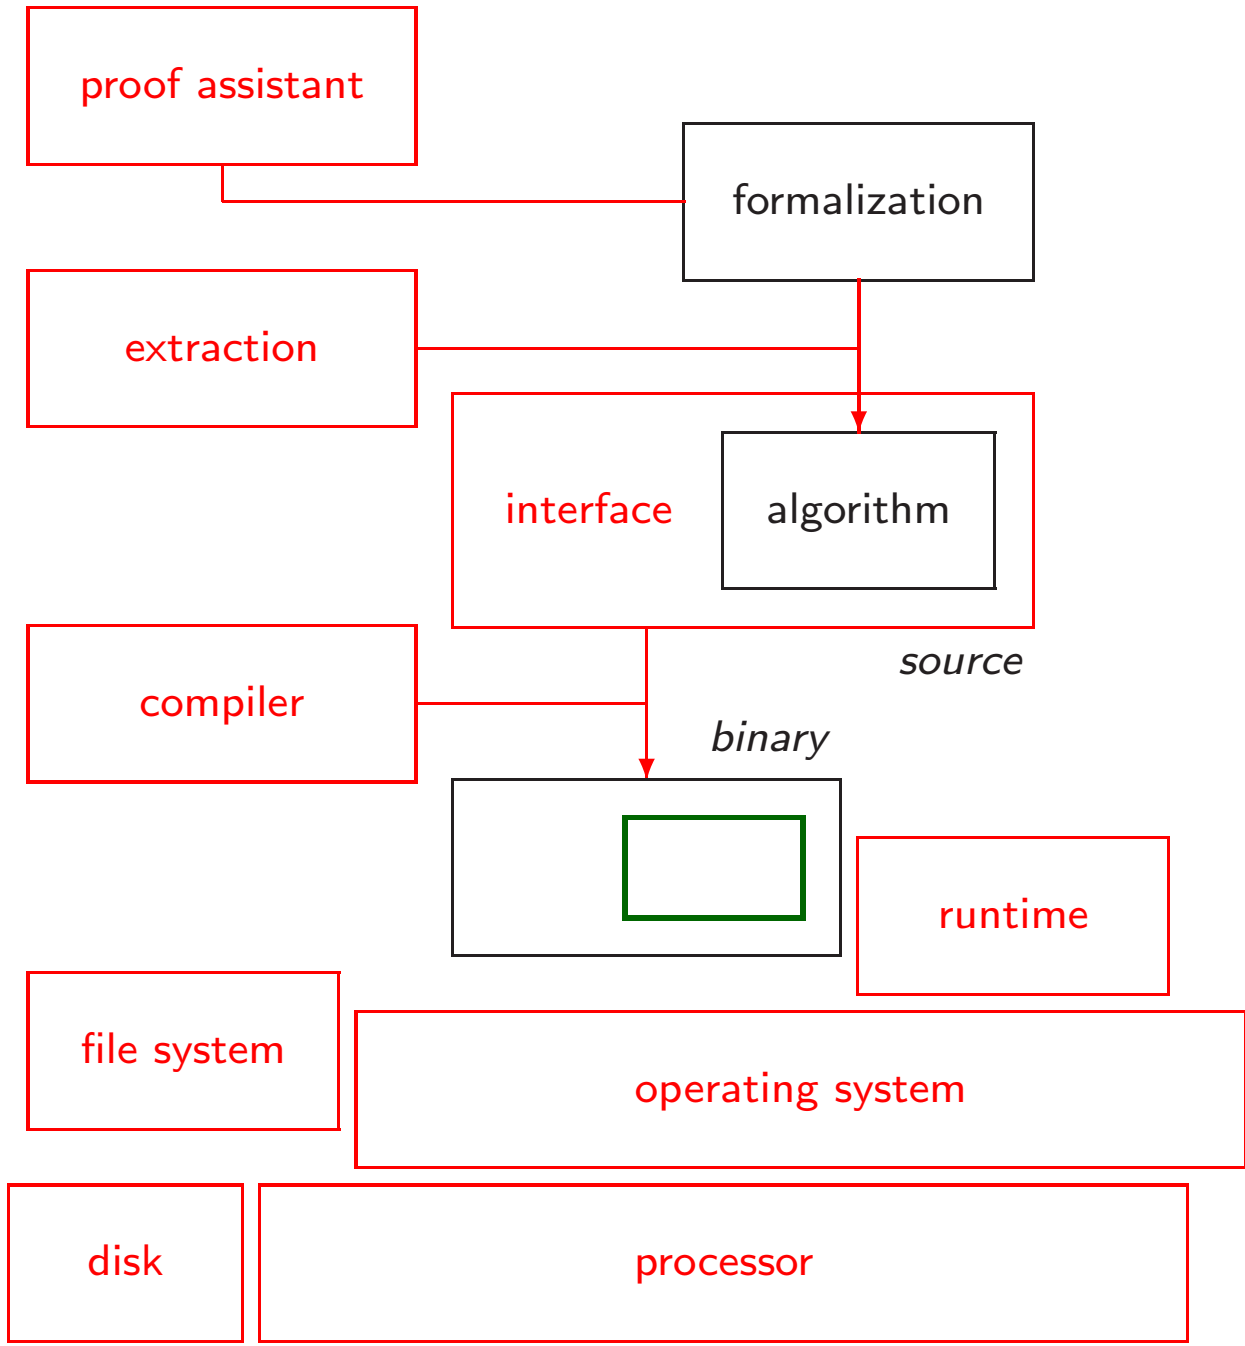 proof assistant
formalization
extraction
interface
algorithm
source
compiler
binary
runtime
file system
operating system
disk
processor